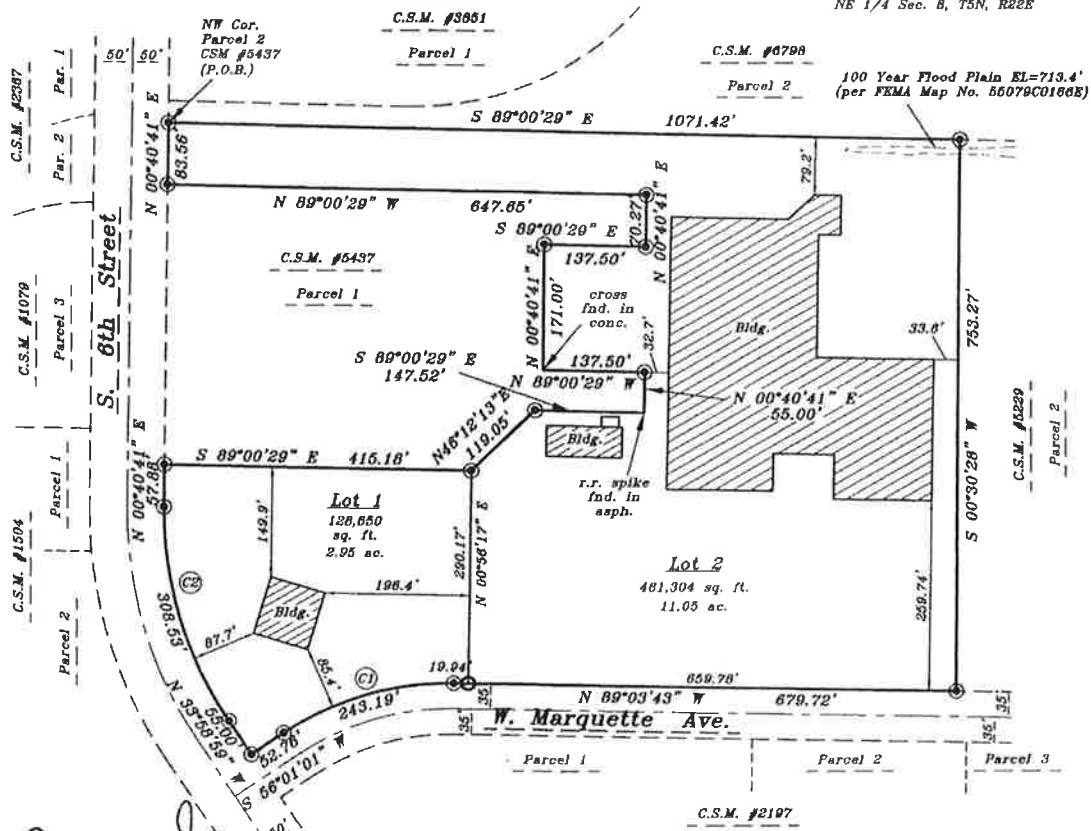 NE 1/4 Sec. 8, T5N, R22E
C.S.M. #3851
Parcel 1
NW Cor.
Parcel 2
CSM #5437
(P.O.B.)
C.S.M. #6798
Parcel 2
100 Year Flood Plain EL=713.4'
(per FEMA Map No. 55079C0186E)
50' 50'
C.S.M. #2387
Par. 1
Par. 2
N 00°40'41" E
83.56'
S 89°00'29" E 1071.42'
79.2'
N 89°00'29" W 647.65'
70.27'
N 00°40'41" E
S 89°00'29" E
137.50'
C.S.M. #5437
Parcel 1
S. 6th Street
C.S.M. #1079
Parcel 3
N 00°40'41" E
171.00'
cross
fnd. in
conc.
32.7'
Bldg.
33.6'
753.27'
S 00°30'28" W
C.S.M. #5229
Parcel 2
S 89°00'29" E
147.52'
137.50'
N 89°00'29" W
N 00°40'41" E
55.00'
N46°12'13"E
119.05'
Bldg.
r.r. spike
fnd. in
asph.
N 00°40'41" E
57.88'
S 89°00'29" E 415.18'
Lot 1
128,650
sq. ft.
2.95 ac.
149.9'
196.4'
290.17'
N 00°56'17" E
Lot 2
481,304 sq. ft.
11.05 ac.
259.74'
C.S.M. #1504
Parcel 1
Parcel 2
C2
308.53'
Bldg.
87.7'
85.4'
C1
243.19'
19.94'
659.78'
N 89°03'43" W 679.72'
35'
35'
35'
35'
W. Marquette Ave.
N 33°58'59" W
55.00'
52.76'
S 56°01'01" W
50'
Parcel 1
Parcel 2
Parcel 3
C.S.M. #2197